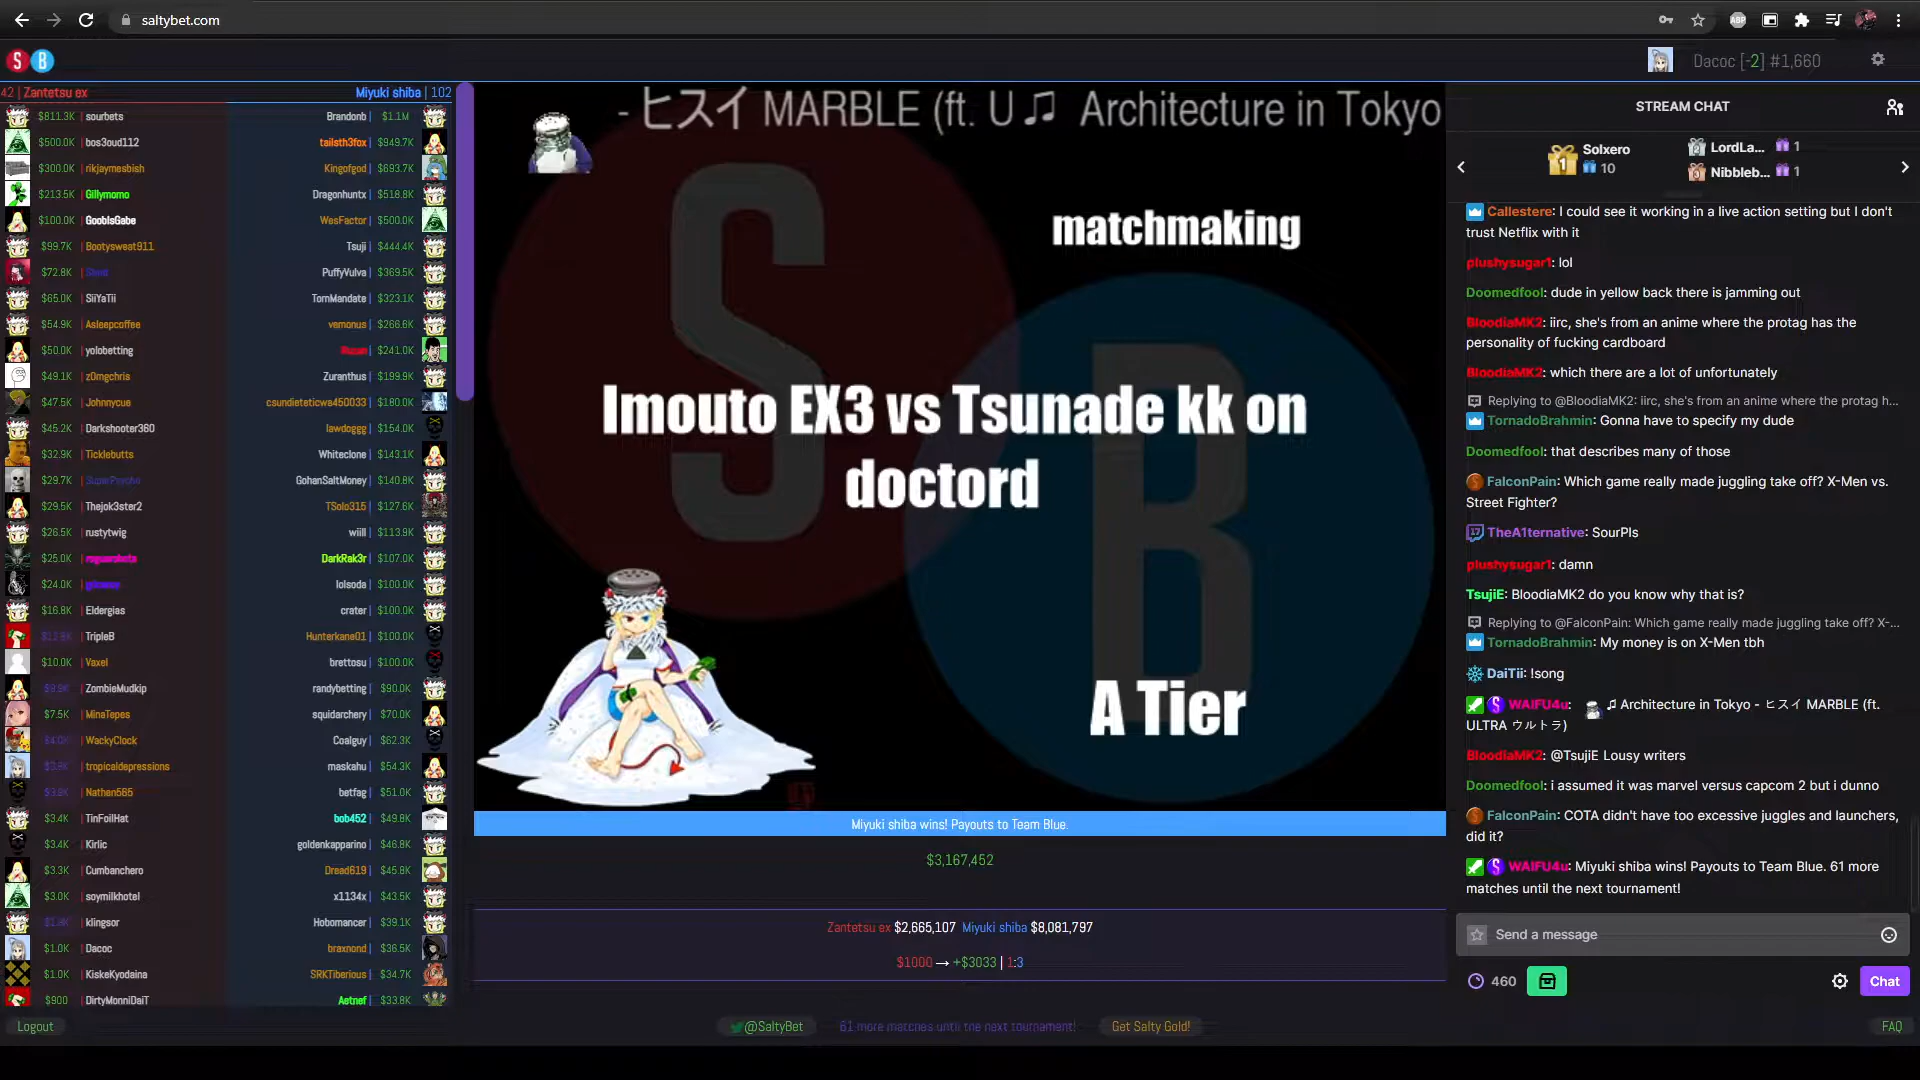 saltybet.com
ABP
S B
Dacoc [-2] #1,660
42 | Zantetsu ex
Miyuki shiba | 102
$811.3K | sourbets
Brandonb | $1.1M
$500.0K | bos3oud112
tailsth3fox | $949.7K
$300.0K | rikjaymesbish
Kingofgod | $693.7K
$213.5K | Gillymomo
Dragonhuntx | $518.8K
$100.0K | GooblsGabe
WesFactor | $500.0K
$99.7K | Bootysweat911
Tsuji | $444.4K
$72.8K |
PuffyVulva | $369.5K
$65.0K | SiiYaTii
TornMandate | $323.1K
$54.9K | Asleepcoffee
vemonus | $266.6K
$50.0K | yolobetting
| $241.0K
$49.1K | z0mgchris
Zuranthus | $199.9K
$47.5K | Johnnycue
csundieteticws450033 | $180.0K
$45.2K | Darkshooter360
lawdoggg | $154.0K
$32.9K | Ticklebutts
Whiteclone | $143.1K
$29.7K | SuperPsycho
GohanSaltMoney | $140.8K
$29.5K | Thejok3ster2
TSolo315 | $127.6K
$26.5K | rustytwig
wiill | $113.9K
$25.0K |
DarkRak3r | $107.0K
$24.0K |
lolsoda | $100.0K
$16.8K | Eldergias
crater | $100.0K
| TripleB
Hunterkane01 | $100.0K
$10.0K | Vaxel
brettosu | $100.0K
| ZombieMudkip
randybetting | $90.0K
$7.5K | MinaTepes
squidarchery | $70.0K
$4.0K | WackyClock
Coalguy | $62.3K
| tropicaldepressions
maskahu | $54.3K
| Nathan565
betfag | $51.0K
$3.4K | TinFoilHat
bob452 | $49.8K
$3.4K | Kirlic
goldenkapparino | $46.8K
$3.3K | Cumbanchero
Dread619 | $45.8K
$3.0K | soymilkhotel
x1134x | $43.5K
| klingsor
Hobomancer | $39.1K
$1.0K | Dacoc
braxnond | $36.5K
$1.0K | KiskeKyodaina
SRKTiberious | $34.7K
$900 | DirtyMonniDaiT
Aetnef | $33.8K
Logout
- ヒスイ MARBLE (ft. U♫ Architecture in Tokyo
S
B
matchmaking
Imouto EX3 vs Tsunade kk on
doctord
A Tier
Miyuki shiba wins! Payouts to Team Blue.
$3,167,452
Zantetsu ex $2,665,107 Miyuki shiba $8,081,797
$1000 → +$3033 | 1:3
@SaltyBet
61 more matches until the next tournament!
Get Salty Gold!
FAQ
STREAM CHAT
1 Solxero 10
2 LordLa... 1
3 Nibbleb... 1
Callestere: I could see it working in a live action setting but I don't
trust Netflix with it
plushysugar1: lol
Doomedfool: dude in yellow back there is jamming out
BloodiaMK2: iirc, she's from an anime where the protag has the
personality of fucking cardboard
BloodiaMK2: which there are a lot of unfortunately
Replying to @BloodiaMK2: iirc, she's from an anime where the protag h...
TornadoBrahmin: Gonna have to specify my dude
Doomedfool: that describes many of those
FalconPain: Which game really made juggling take off? X-Men vs.
Street Fighter?
TheA1ternative: SourPls
plushysugar1: damn
TsujiE: BloodiaMK2 do you know why that is?
Replying to @FalconPain: Which game really made juggling take off? X-...
TornadoBrahmin: My money is on X-Men tbh
DaiTii: !song
WAIFU4u: ♫ Architecture in Tokyo - ヒスイ MARBLE (ft.
ULTRA ウルトラ)
BloodiaMK2: @TsujiE Lousy writers
Doomedfool: i assumed it was marvel versus capcom 2 but i dunno
FalconPain: COTA didn't have too excessive juggles and launchers,
did it?
WAIFU4u: Miyuki shiba wins! Payouts to Team Blue. 61 more
matches until the next tournament!
Send a message
460
Chat